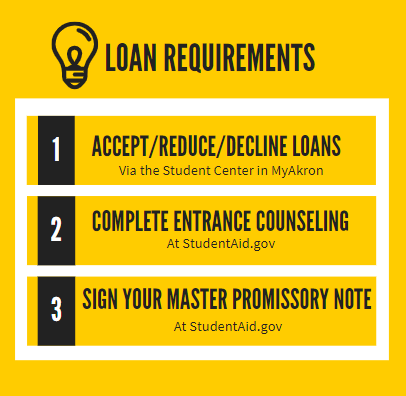 LOAN REQUIREMENTS
1
ACCEPT/REDUCE/DECLINE LOANS
Via the Student Center in MyAkron
2
COMPLETE ENTRANCE COUNSELING
At StudentAid.gov
3
SIGN YOUR MASTER PROMISSORY NOTE
At StudentAid.gov